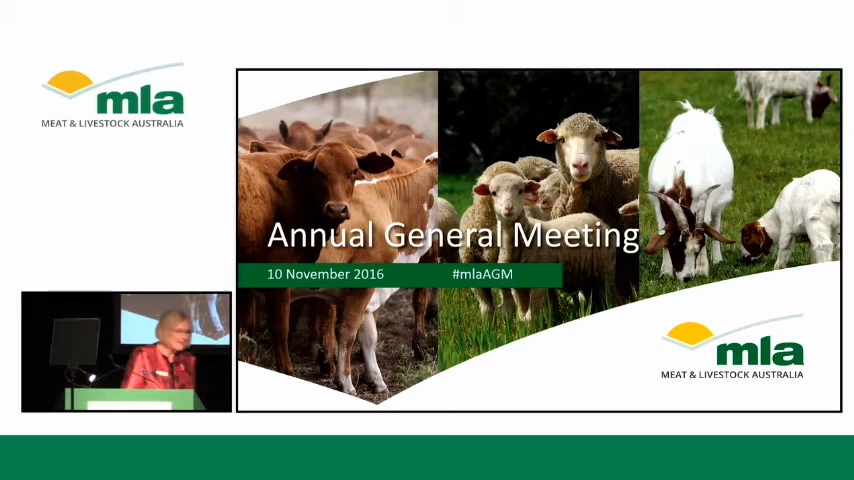 mla
MEAT & LIVESTOCK AUSTRALIA
Annual General Meeting
10 November 2016 #mlaAGM
mla
MEAT & LIVESTOCK AUSTRALIA